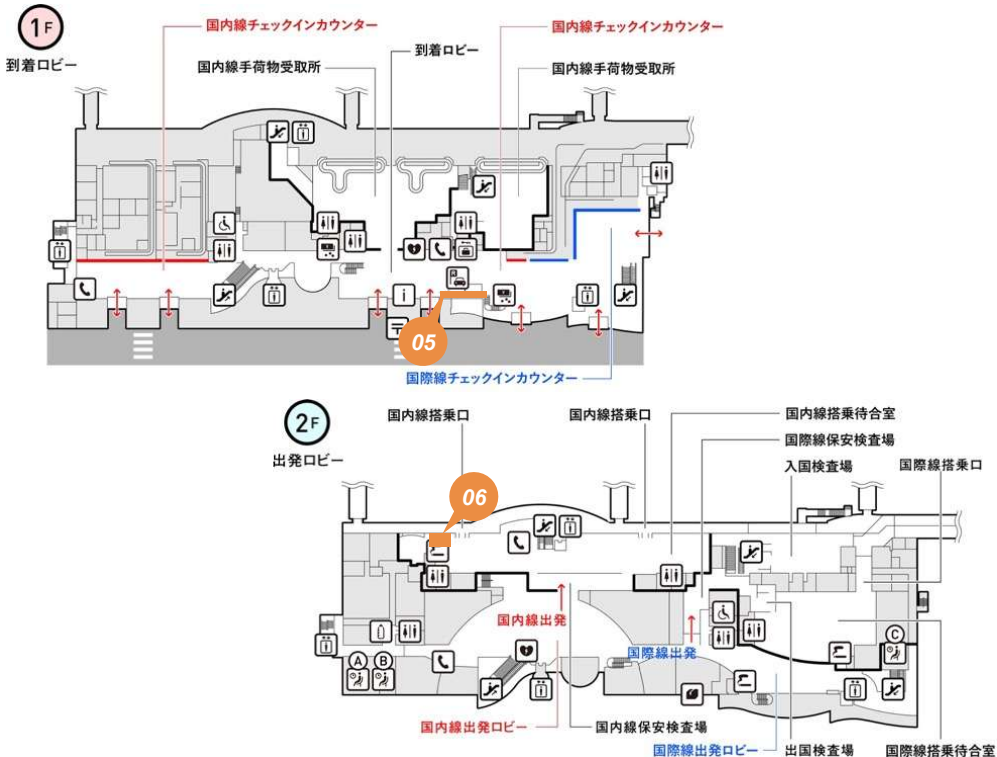 1F
到着ロビー
国内線チェックインカウンター
国内線チェックインカウンター
到着ロビー
国内線手荷物受取所
国内線手荷物受取所
i
〒
05
国際線チェックインカウンター
2F
出発ロビー
国内線搭乗口
国内線搭乗口
国内線搭乗待合室
国際線保安検査場
入国検査場
国際線搭乗口
06
国内線出発
国際線出発
A
B
C
国内線出発ロビー
国内線保安検査場
国際線出発ロビー
出国検査場
国際線搭乗待合室